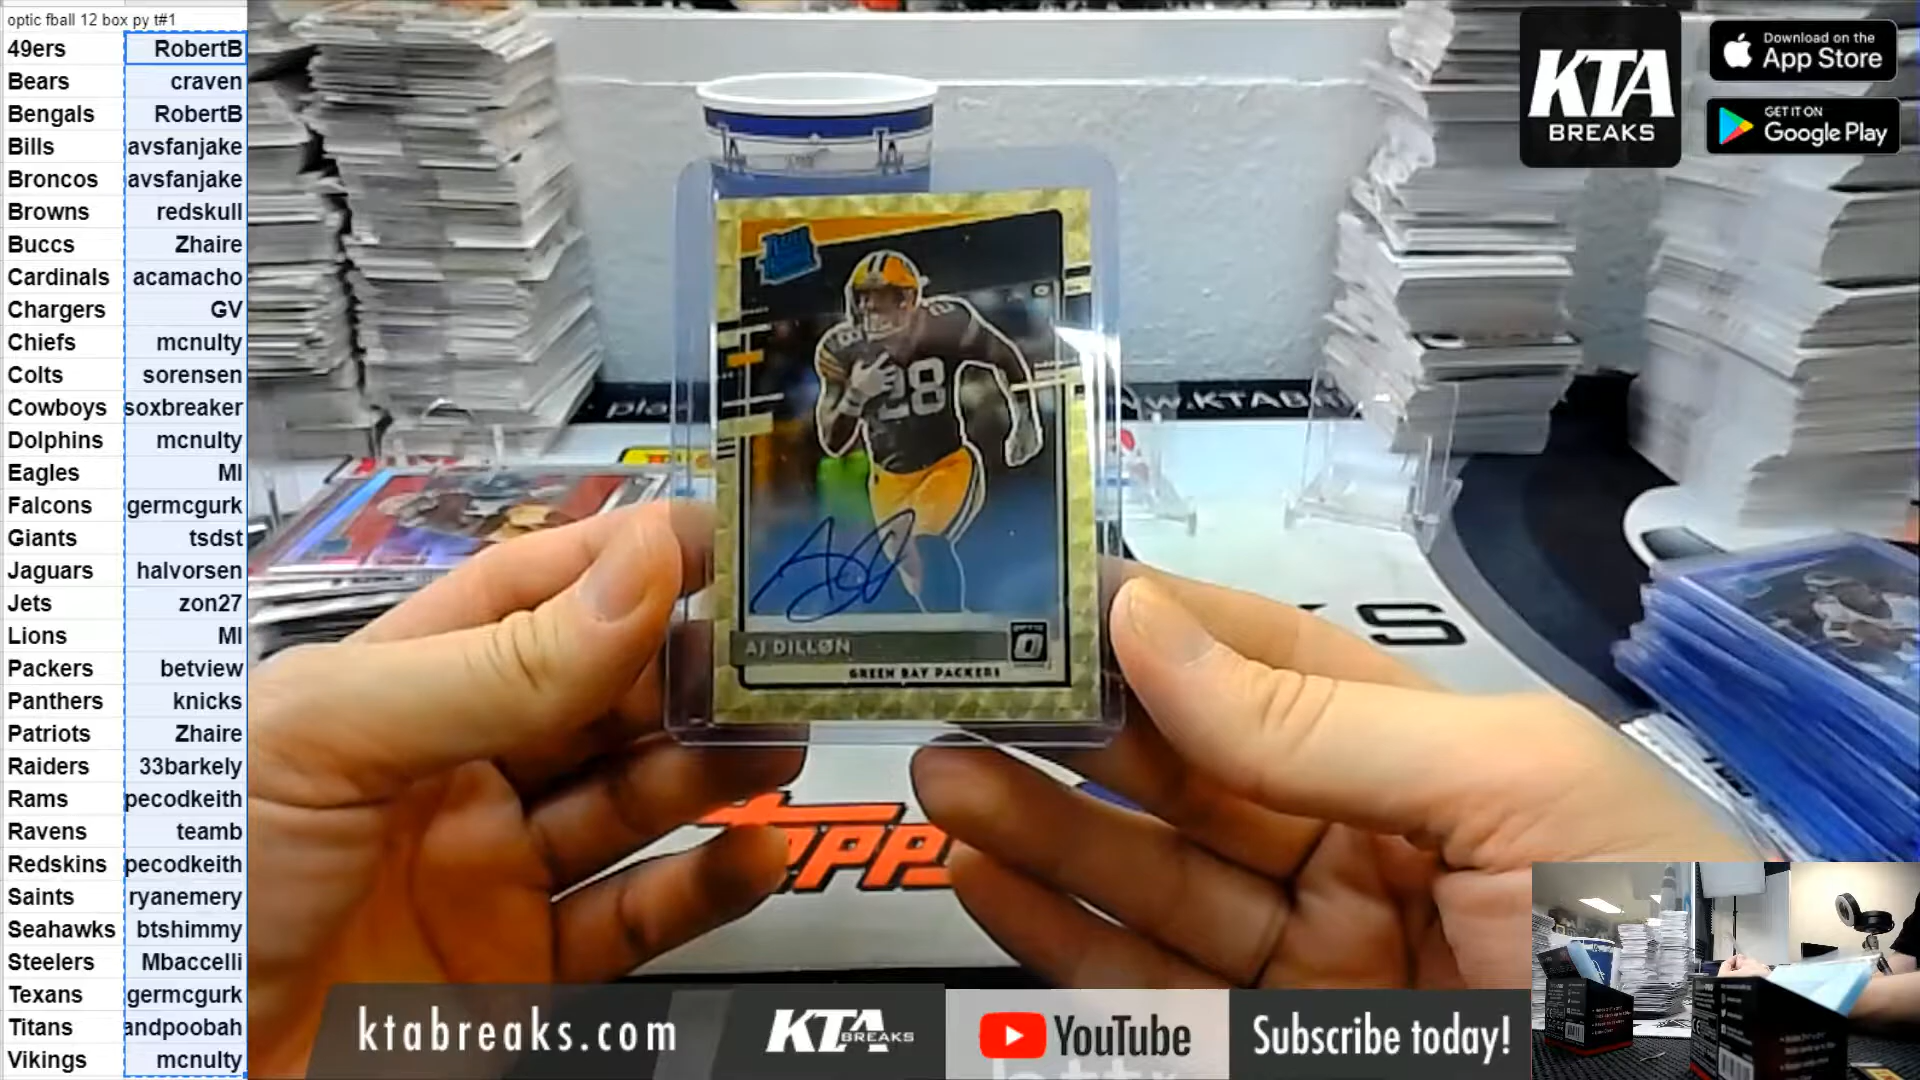 optic fball 12 box py t#1
49ers RobertB
Bears craven
Bengals RobertB
Bills avsfanjake
Broncos avsfanjake
Browns redskull
Buccs Zhaire
Cardinals acamacho
Chargers GV
Chiefs mcnulty
Colts sorensen
Cowboys soxbreaker
Dolphins mcnulty
Eagles MI
Falcons germcgurk
Giants tsdst
Jaguars halvorsen
Jets zon27
Lions MI
Packers betview
Panthers knicks
Patriots Zhaire
Raiders 33barkely
Rams pecodkeith
Ravens teamb
Redskins pecodkeith
Saints ryanemery
Seahawks btshimmy
Steelers Mbaccelli
Texans germcgurk
Titans andpoobah
Vikings mcnulty
KTA
BREAKS
Download on the
App Store
GET IT ON
Google Play
LA
LA
28
AJ DILLON
OPTIC
GREEN BAY PACKERS
S
ktabreaks.com
KTA BREAKS
YouTube
Subscribe today!